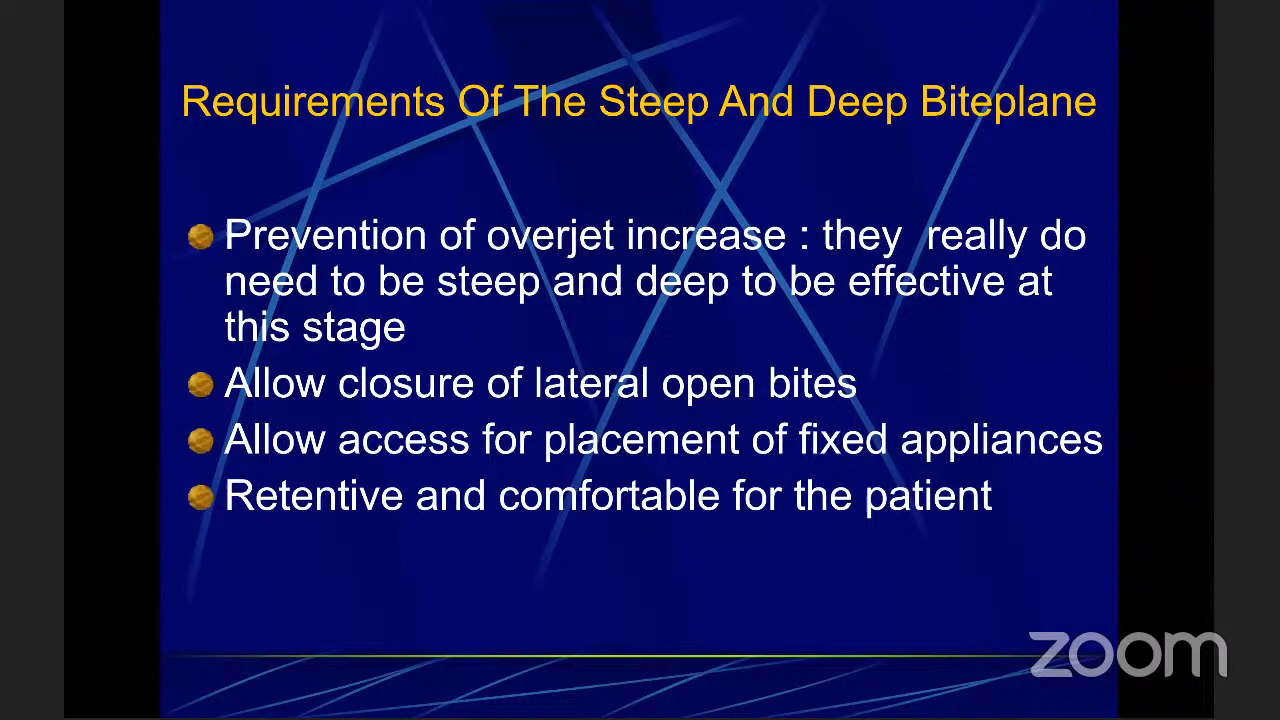 Requirements Of The Steep And Deep Biteplane
Prevention of overjet increase : they really do
need to be steep and deep to be effective at
this stage
Allow closure of lateral open bites
Allow access for placement of fixed appliances
Retentive and comfortable for the patient
zoom